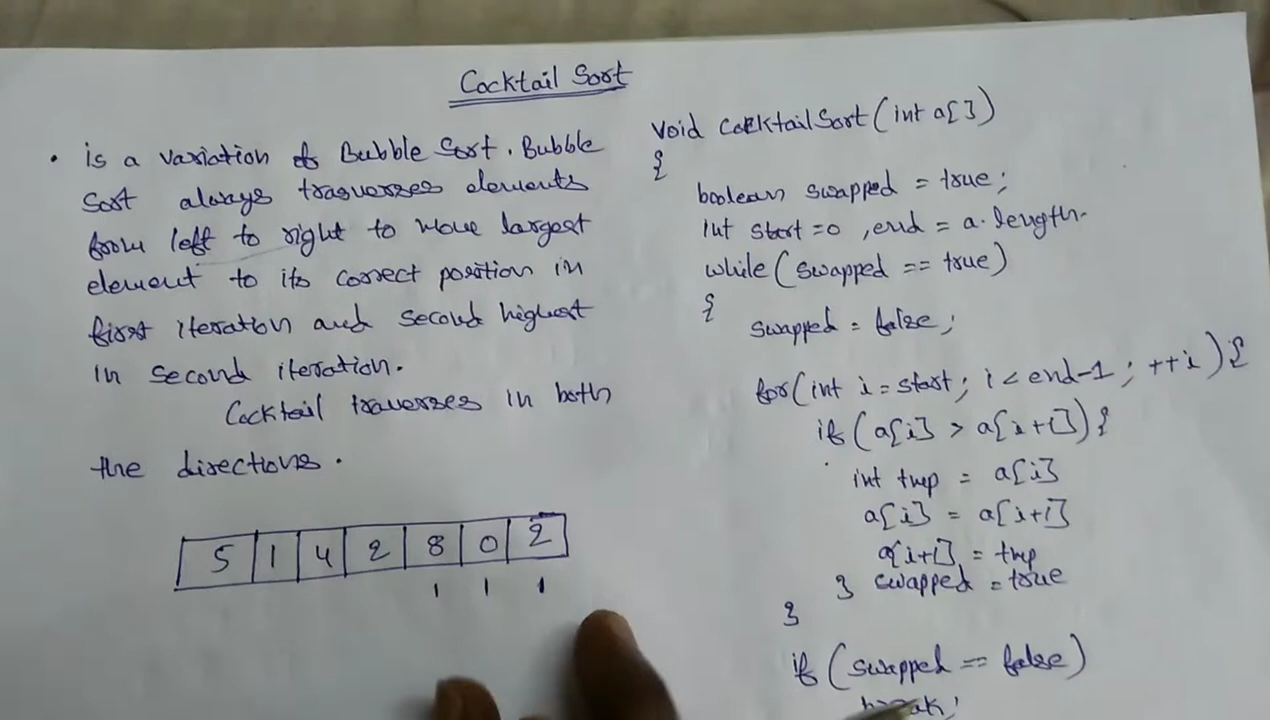 Cocktail Sort
• is a variation of Bubble Sort. Bubble
Sort always trasverses elements
from left to right to Move largest
element to its correct position in
first iteration and second highest
in second iteration.
Cocktail traverses in both
the directions.
5 1 4 2 8 0 2
void cocktailSort(int a[])
{
boolean swapped = true;
int start=0 ,end = a.length.
while(swapped == true)
{
swapped = false;
for(int i=start; i<end-1; ++i){
if(a[i] > a[i+1]){
int tmp = a[i]
a[i] = a[i+1]
a[i+1] = tmp
} swapped = true
}
if(swapped == false)
break;